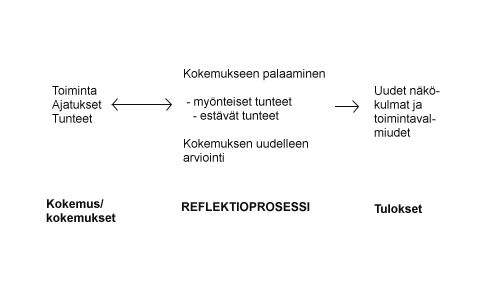 Toiminta
Ajatukset
Tunteet
Kokemus/
kokemukset
Kokemukseen palaaminen
- myönteiset tunteet
- estävät tunteet
Kokemuksen uudelleen
arviointi
REFLEKTIOPROSESSI
Uudet näkö-
kulmat ja
toimintaval-
miudet
Tulokset